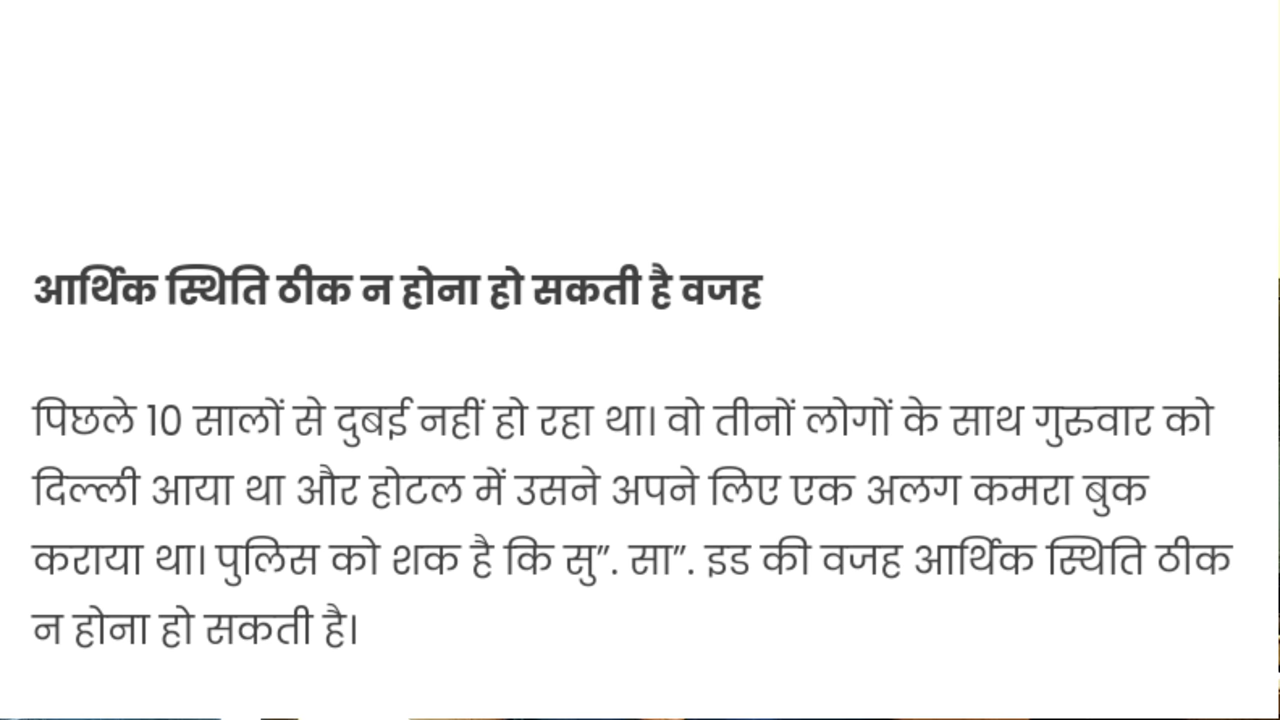 आर्थिक स्थिति ठीक न होना हो सकती है वजह
पिछले 10 सालों से दुबई नहीं हो रहा था। वो तीनों लोगों के साथ गुरुवार को
दिल्ली आया था और होटल में उसने अपने लिए एक अलग कमरा बुक
कराया था। पुलिस को शक है कि सु”. सा”. इड की वजह आर्थिक स्थिति ठीक
न होना हो सकती है।